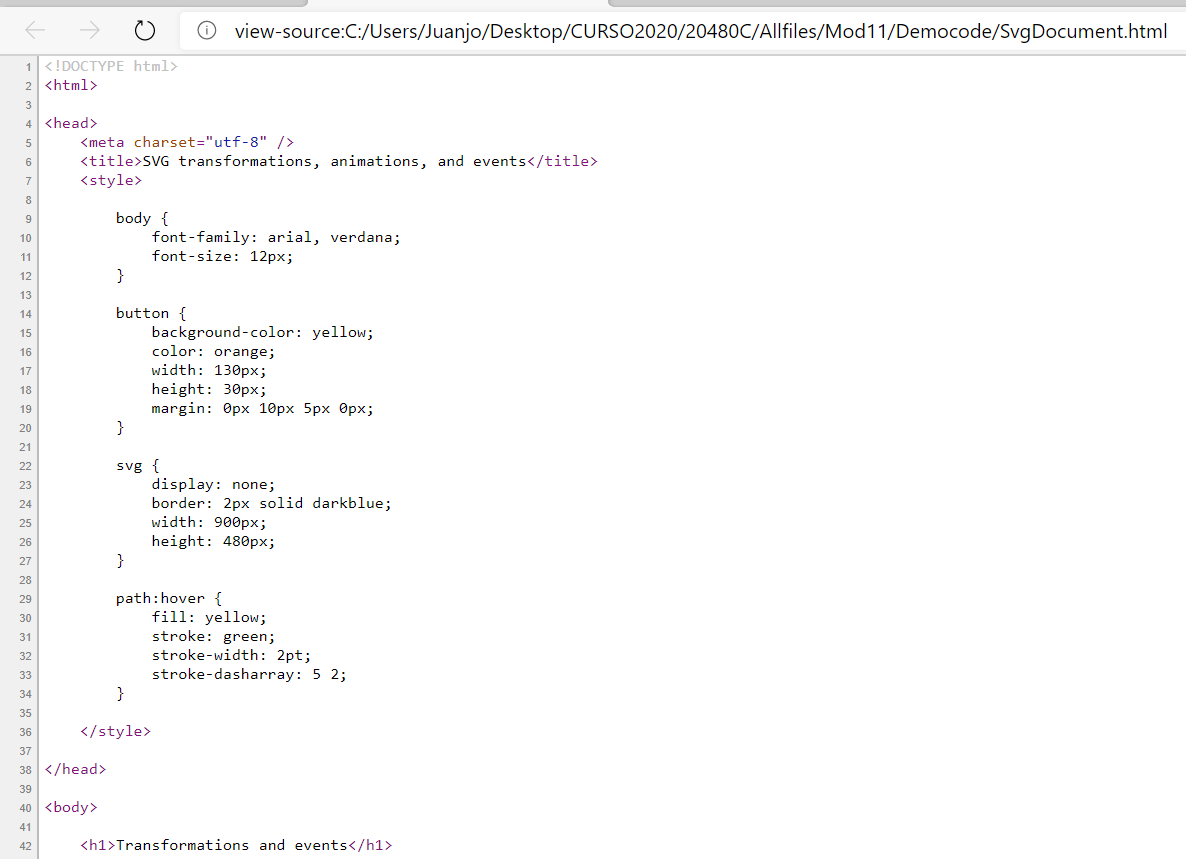 view-source:C:/Users/Juanjo/Desktop/CURSO2020/20480C/Allfiles/Mod11/Democode/SvgDocument.html
1 <!DOCTYPE html>
2 <html>
3
4 <head>
5     <meta charset="utf-8" />
6     <title>SVG transformations, animations, and events</title>
7     <style>
8
9         body {
10             font-family: arial, verdana;
11             font-size: 12px;
12         }
13
14         button {
15             background-color: yellow;
16             color: orange;
17             width: 130px;
18             height: 30px;
19             margin: 0px 10px 5px 0px;
20         }
21
22         svg {
23             display: none;
24             border: 2px solid darkblue;
25             width: 900px;
26             height: 480px;
27         }
28
29         path:hover {
30             fill: yellow;
31             stroke: green;
32             stroke-width: 2pt;
33             stroke-dasharray: 5 2;
34         }
35
36     </style>
37
38 </head>
39
40 <body>
41
42     <h1>Transformations and events</h1>